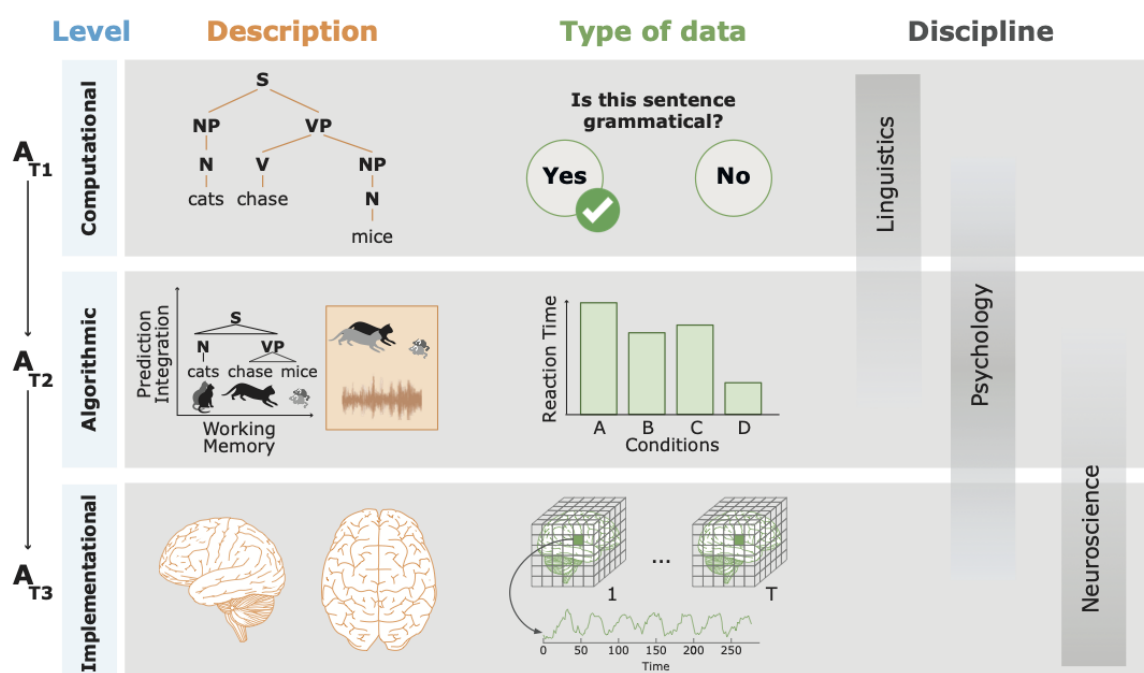 Level Description Type of data Discipline
A T1
Computational
S
NP VP
N V NP
cats chase N
mice
Is this sentence
grammatical?
Yes No
Linguistics
Psychology
Neuroscience
A T2
Algorithmic
Prediction
Integration
S
N VP
cats chase mice
Working
Memory
Reaction Time
A B C D
Conditions
A T3
Implementational
1 ... T
0 50 100 150 200 250
Time